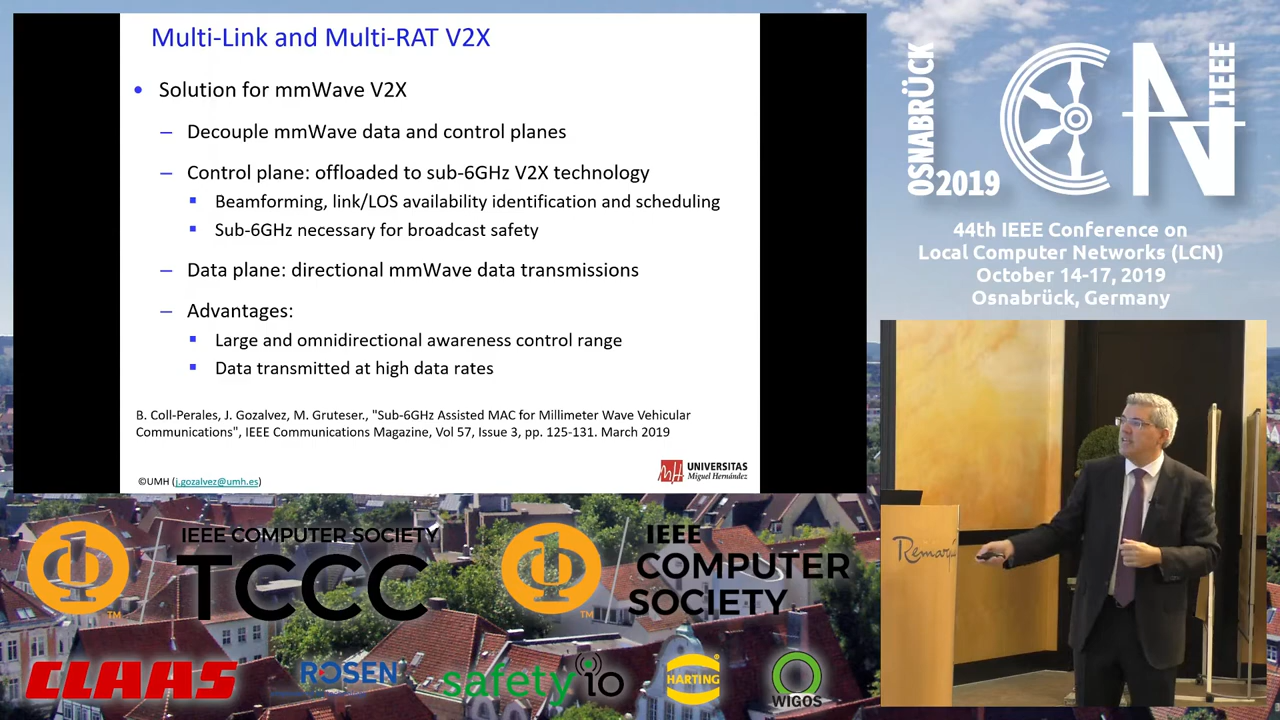 Multi-Link and Multi-RAT V2X
• Solution for mmWave V2X
– Decouple mmWave data and control planes
– Control plane: offloaded to sub-6GHz V2X technology
▪ Beamforming, link/LOS availability identification and scheduling
▪ Sub-6GHz necessary for broadcast safety
– Data plane: directional mmWave data transmissions
– Advantages:
▪ Large and omnidirectional awareness control range
▪ Data transmitted at high data rates
B. Coll-Perales, J. Gozalvez, M. Gruteser., "Sub-6GHz Assisted MAC for Millimeter Wave Vehicular
Communications", IEEE Communications Magazine, Vol 57, Issue 3, pp. 125-131. March 2019
©UMH (j.gozalvez@umh.es)
UNIVERSITAS
Miguel Hernández
OSNABRÜCK
2019
LCN
IEEE
44th IEEE Conference on
Local Computer Networks (LCN)
October 14-17, 2019
Osnabrück, Germany
IEEE COMPUTER SOCIETY
TCCC
TM
IEEE
COMPUTER
SOCIETY
TM
CLAAS
ROSEN
safety io
HARTING
WIGOS